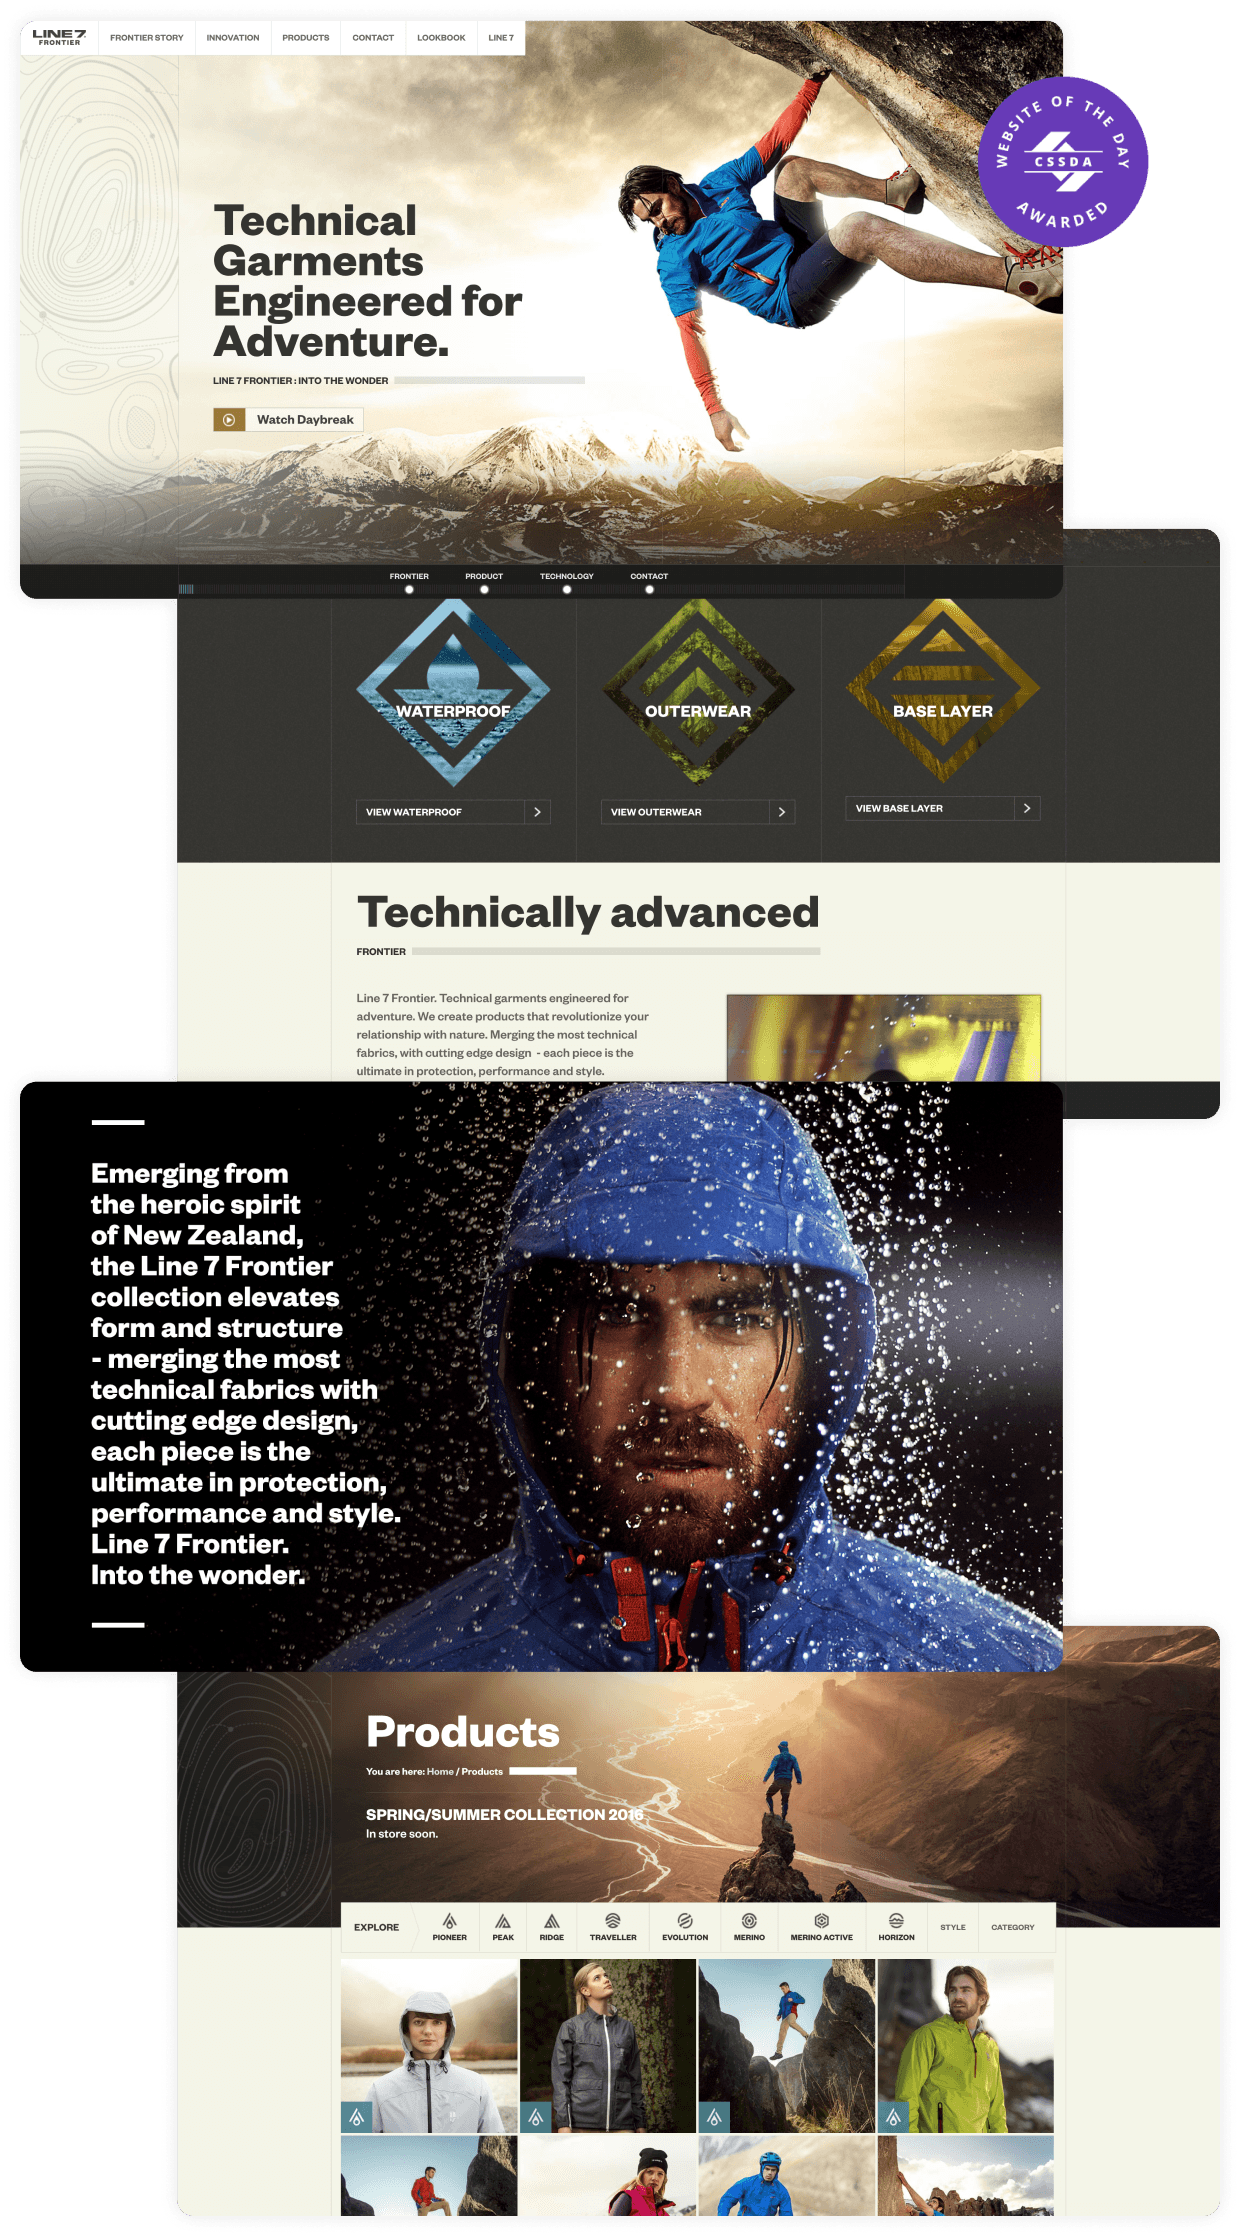 LINE 7
FRONTIER
FRONTIER STORY
INNOVATION
PRODUCTS
CONTACT
LOOKBOOK
LINE 7
WEBSITE OF THE DAY
CSSDA
AWARDED
Technical
Garments
Engineered for
Adventure.
LINE 7 FRONTIER : INTO THE WONDER
Watch Daybreak
FRONTIER
PRODUCT
TECHNOLOGY
CONTACT
WATERPROOF
OUTERWEAR
BASE LAYER
VIEW WATERPROOF
VIEW OUTERWEAR
VIEW BASE LAYER
Technically advanced
FRONTIER
Line 7 Frontier. Technical garments engineered for
adventure. We create products that revolutionize your
relationship with nature. Merging the most technical
fabrics, with cutting edge design - each piece is the
ultimate in protection, performance and style.
Emerging from
the heroic spirit
of New Zealand,
the Line 7 Frontier
collection elevates
form and structure
- merging the most
technical fabrics with
cutting edge design,
each piece is the
ultimate in protection,
performance and style.
Line 7 Frontier.
Into the wonder.
Products
You are here: Home / Products
SPRING/SUMMER COLLECTION 2016
In store soon.
EXPLORE
PIONEER
PEAK
RIDGE
TRAVELLER
EVOLUTION
MERINO
MERINO ACTIVE
HORIZON
STYLE
CATEGORY